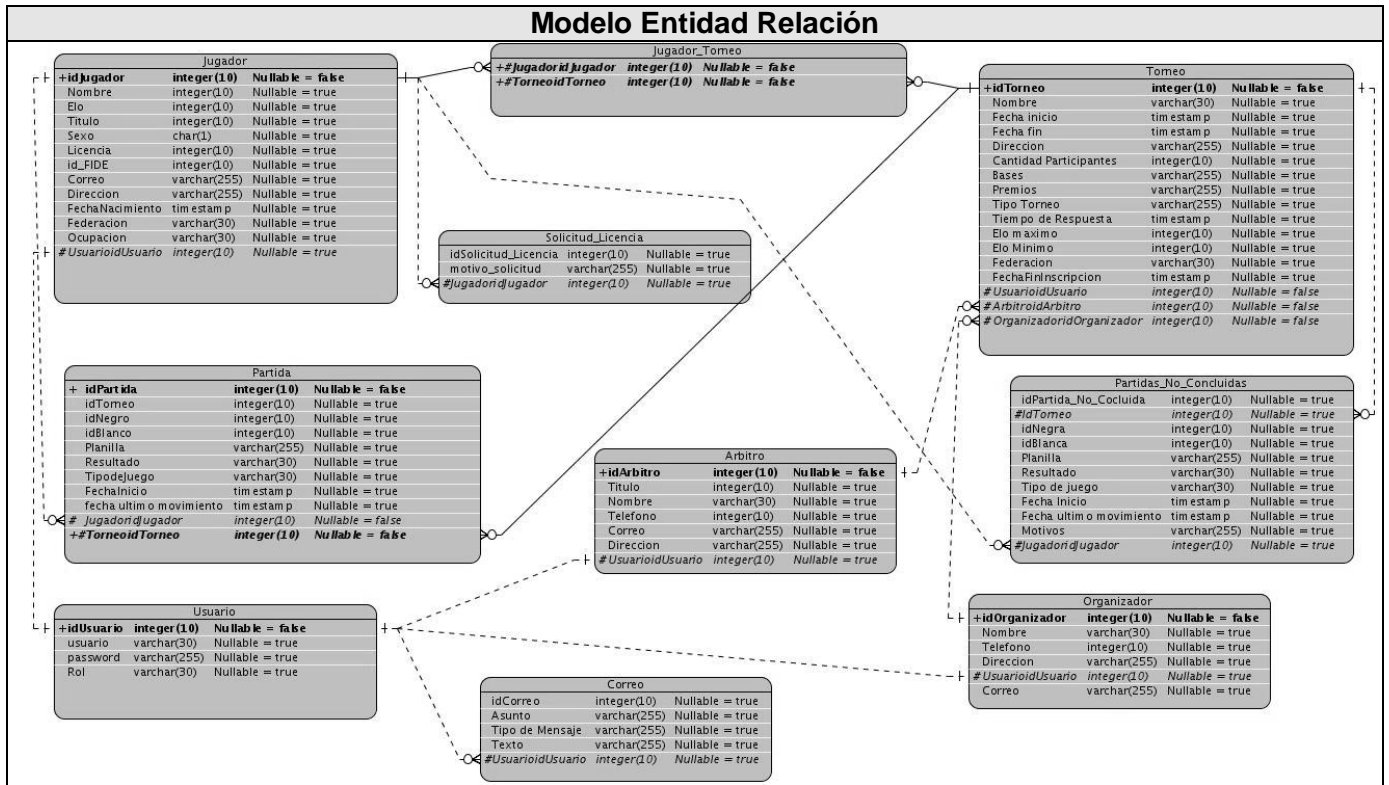 Modelo Entidad Relación
Jugador
+idJugador integer(10) Nullable = false
Nombre integer(10) Nullable = true
Elo integer(10) Nullable = true
Titulo integer(10) Nullable = true
Sexo char(1) Nullable = true
Licencia integer(10) Nullable = true
id_FIDE integer(10) Nullable = true
Correo varchar(255) Nullable = true
Direccion varchar(255) Nullable = true
FechaNacimiento timestamp Nullable = true
Federacion varchar(30) Nullable = true
Ocupacion varchar(30) Nullable = true
#UsuarioidUsuario integer(10) Nullable = true
Jugador_Torneo
+#JugadoridJugador integer(10) Nullable = false
+#TorneoidTorneo integer(10) Nullable = false
Torneo
+idTorneo integer(10) Nullable = false
Nombre varchar(30) Nullable = true
Fecha inicio timestamp Nullable = true
Fecha fin timestamp Nullable = true
Direccion varchar(255) Nullable = true
Cantidad Participantes integer(10) Nullable = true
Bases varchar(255) Nullable = true
Premios varchar(255) Nullable = true
Tipo Torneo varchar(255) Nullable = true
Tiempo de Respuesta timestamp Nullable = true
Elo maximo integer(10) Nullable = true
Elo Minimo integer(10) Nullable = true
Federacion varchar(30) Nullable = true
FechaFinInscripcion timestamp Nullable = true
#UsuarioidUsuario integer(10) Nullable = false
#ArbitroidArbitro integer(10) Nullable = false
#OrganizadoridOrganizador integer(10) Nullable = false
Solicitud_Licencia
idSolicitud_Licencia integer(10) Nullable = true
motivo_solicitud varchar(255) Nullable = true
#JugadoridJugador integer(10) Nullable = true
Partida
+ idPartida integer(10) Nullable = false
idTorneo integer(10) Nullable = true
idNegro integer(10) Nullable = true
idBlanco integer(10) Nullable = true
Planilla varchar(255) Nullable = true
Resultado varchar(30) Nullable = true
TipodeJuego varchar(30) Nullable = true
FechaInicio timestamp Nullable = true
fecha ultimo movimiento timestamp Nullable = true
# JugadoridJugador integer(10) Nullable = false
+#TorneoidTorneo integer(10) Nullable = false
Partidas_No_Concluidas
idPartida_No_Cocluida integer(10) Nullable = true
#IdTorneo integer(10) Nullable = true
idNegra integer(10) Nullable = true
idBlanca integer(10) Nullable = true
Planilla varchar(255) Nullable = true
Resultado varchar(30) Nullable = true
Tipo de juego varchar(30) Nullable = true
Fecha Inicio timestamp Nullable = true
Fecha ultimo movimiento timestamp Nullable = true
Motivos varchar(255) Nullable = true
#JugadoridJugador integer(10) Nullable = true
Arbitro
+idArbitro integer(10) Nullable = false
Titulo integer(10) Nullable = true
Nombre varchar(30) Nullable = true
Telefono integer(10) Nullable = true
Correo varchar(255) Nullable = true
Direccion varchar(255) Nullable = true
#UsuarioidUsuario integer(10) Nullable = true
Usuario
+idUsuario integer(10) Nullable = false
usuario varchar(30) Nullable = true
password varchar(255) Nullable = true
Rol varchar(30) Nullable = true
Organizador
+idOrganizador integer(10) Nullable = false
Nombre varchar(30) Nullable = true
Telefono integer(10) Nullable = true
Direccion varchar(255) Nullable = true
#UsuarioidUsuario integer(10) Nullable = true
Correo varchar(255) Nullable = true
Correo
idCorreo integer(10) Nullable = true
Asunto varchar(255) Nullable = true
Tipo de Mensaje varchar(255) Nullable = true
Texto varchar(255) Nullable = true
#UsuarioidUsuario integer(10) Nullable = true